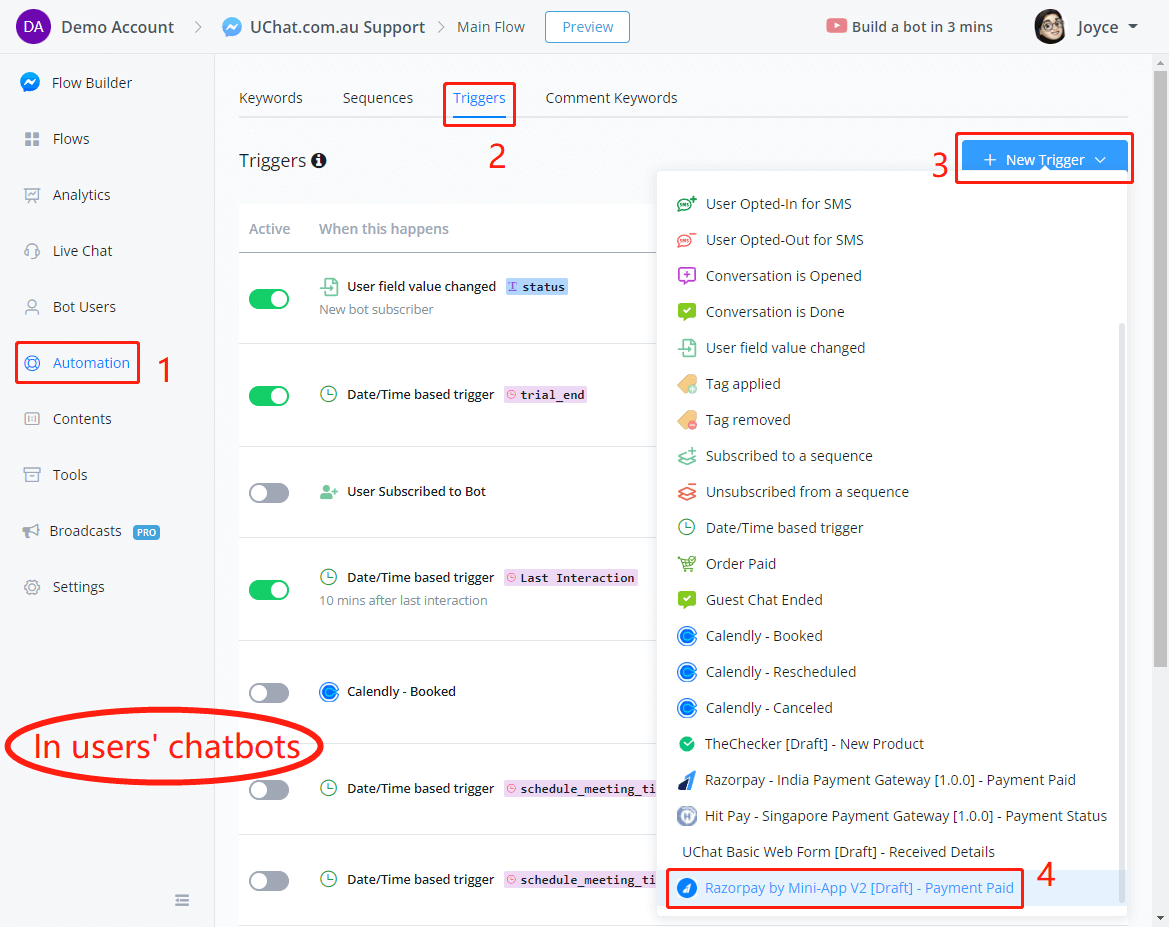 DA Demo Account UChat.com.au Support Main Flow Preview Build a bot in 3 mins Joyce
Flow Builder
Flows
Analytics
Live Chat
Bot Users
Automation 1
Contents
Tools
Broadcasts PRO
Settings
In users' chatbots
Keywords Sequences Triggers Comment Keywords
2
Triggers
3 + New Trigger
Active When this happens
User field value changed status
New bot subscriber
Date/Time based trigger trial_end
User Subscribed to Bot
Date/Time based trigger Last Interaction
10 mins after last interaction
Calendly - Booked
Date/Time based trigger schedule_meeting_ti
Date/Time based trigger schedule_meeting_ti
SMS User Opted-In for SMS
SMS User Opted-Out for SMS
Conversation is Opened
Conversation is Done
User field value changed
Tag applied
Tag removed
Subscribed to a sequence
Unsubscribed from a sequence
Date/Time based trigger
Order Paid
Guest Chat Ended
Calendly - Booked
Calendly - Rescheduled
Calendly - Canceled
TheChecker [Draft] - New Product
Razorpay - India Payment Gateway [1.0.0] - Payment Paid
Hit Pay - Singapore Payment Gateway [1.0.0] - Payment Status
UChat Basic Web Form [Draft] - Received Details
Razorpay by Mini-App V2 [Draft] - Payment Paid 4